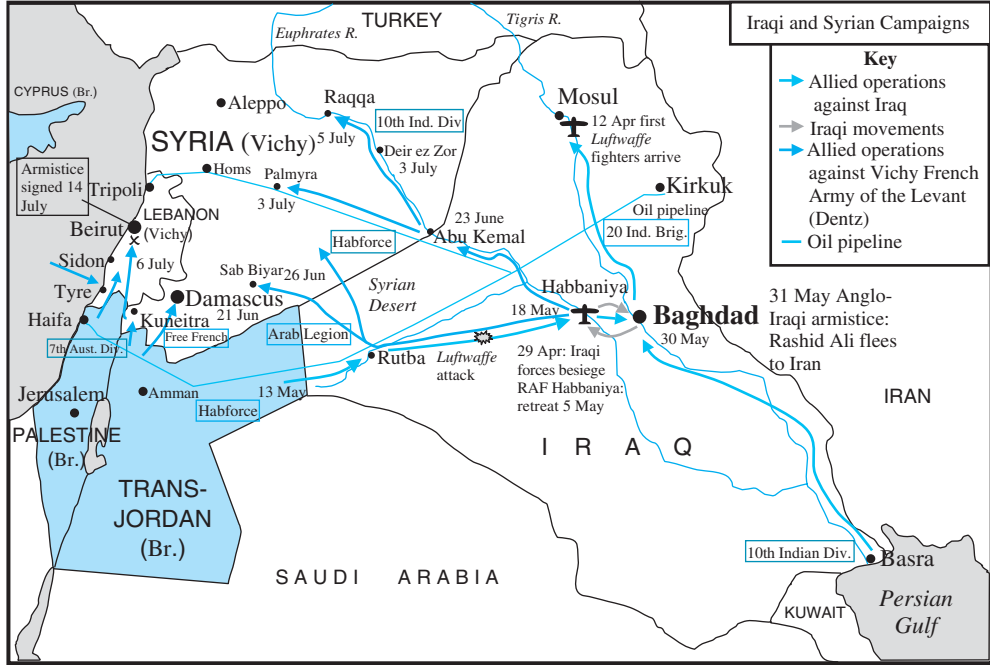 Iraqi and Syrian Campaigns
Key
Allied operations
against Iraq
Iraqi movements
Allied operations
against Vichy French
Army of the Levant
(Dentz)
Oil pipeline
TURKEY
Euphrates R.
Tigris R.
CYPRUS (Br.)
Aleppo
Raqqa
10th Ind. Div
5 July
Mosul
12 Apr first
Luftwaffe
fighters arrive
SYRIA (Vichy)
Deir ez Zor
3 July
Armistice
signed 14
July
Tripoli
Homs
Palmyra
3 July
Kirkuk
Oil pipeline
Beirut
LEBANON
(Vichy)
23 June
Abu Kemal
20 Ind. Brig.
Habforce
6 July
Sidon
Sab Biyar
26 Jun
Syrian
Desert
Tyre
Damascus
21 Jun
Habbaniya
18 May
Baghdad
30 May
31 May Anglo-
Iraqi armistice:
Rashid Ali flees
to Iran
Haifa
Kuneitra
Free French
Arab Legion
7th Aust. Div.
Rutba
Luftwaffe
attack
29 Apr: Iraqi
forces besiege
RAF Habbaniya:
retreat 5 May
Jerusalem
Amman
Habforce
13 May
IRAN
PALESTINE
(Br.)
IRAQ
TRANS-
JORDAN
(Br.)
10th Indian Div.
Basra
SAUDI ARABIA
KUWAIT
Persian
Gulf